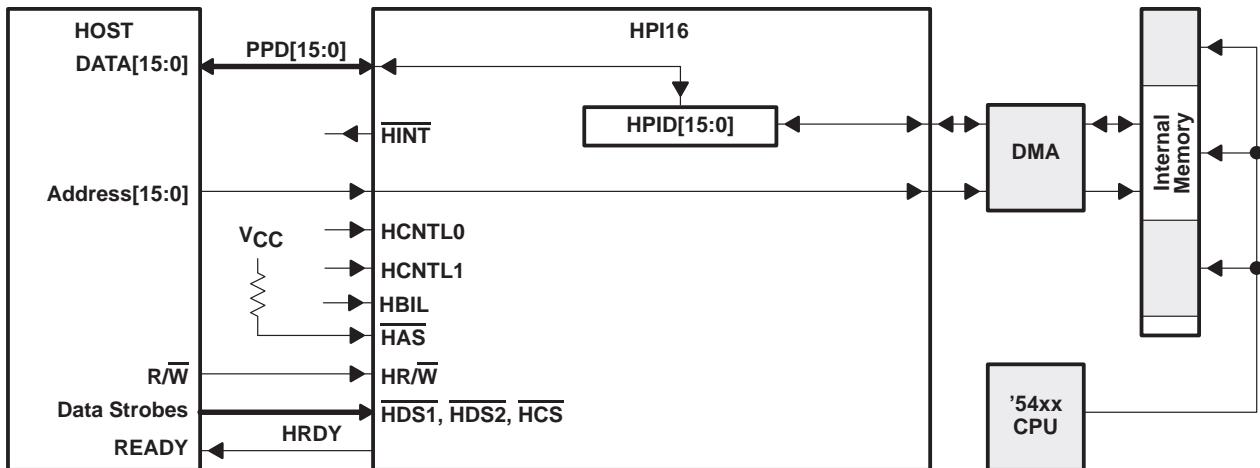 HOST
HPI16
DATA[15:0]
PPD[15:0]
HPID[15:0]
HINT
DMA
Internal
Memory
Address[15:0]
VCC
HCNTL0
HCNTL1
HBIL
HAS
R/W
HR/W
Data Strobes
HDS1, HDS2, HCS
READY
HRDY
'54xx
CPU